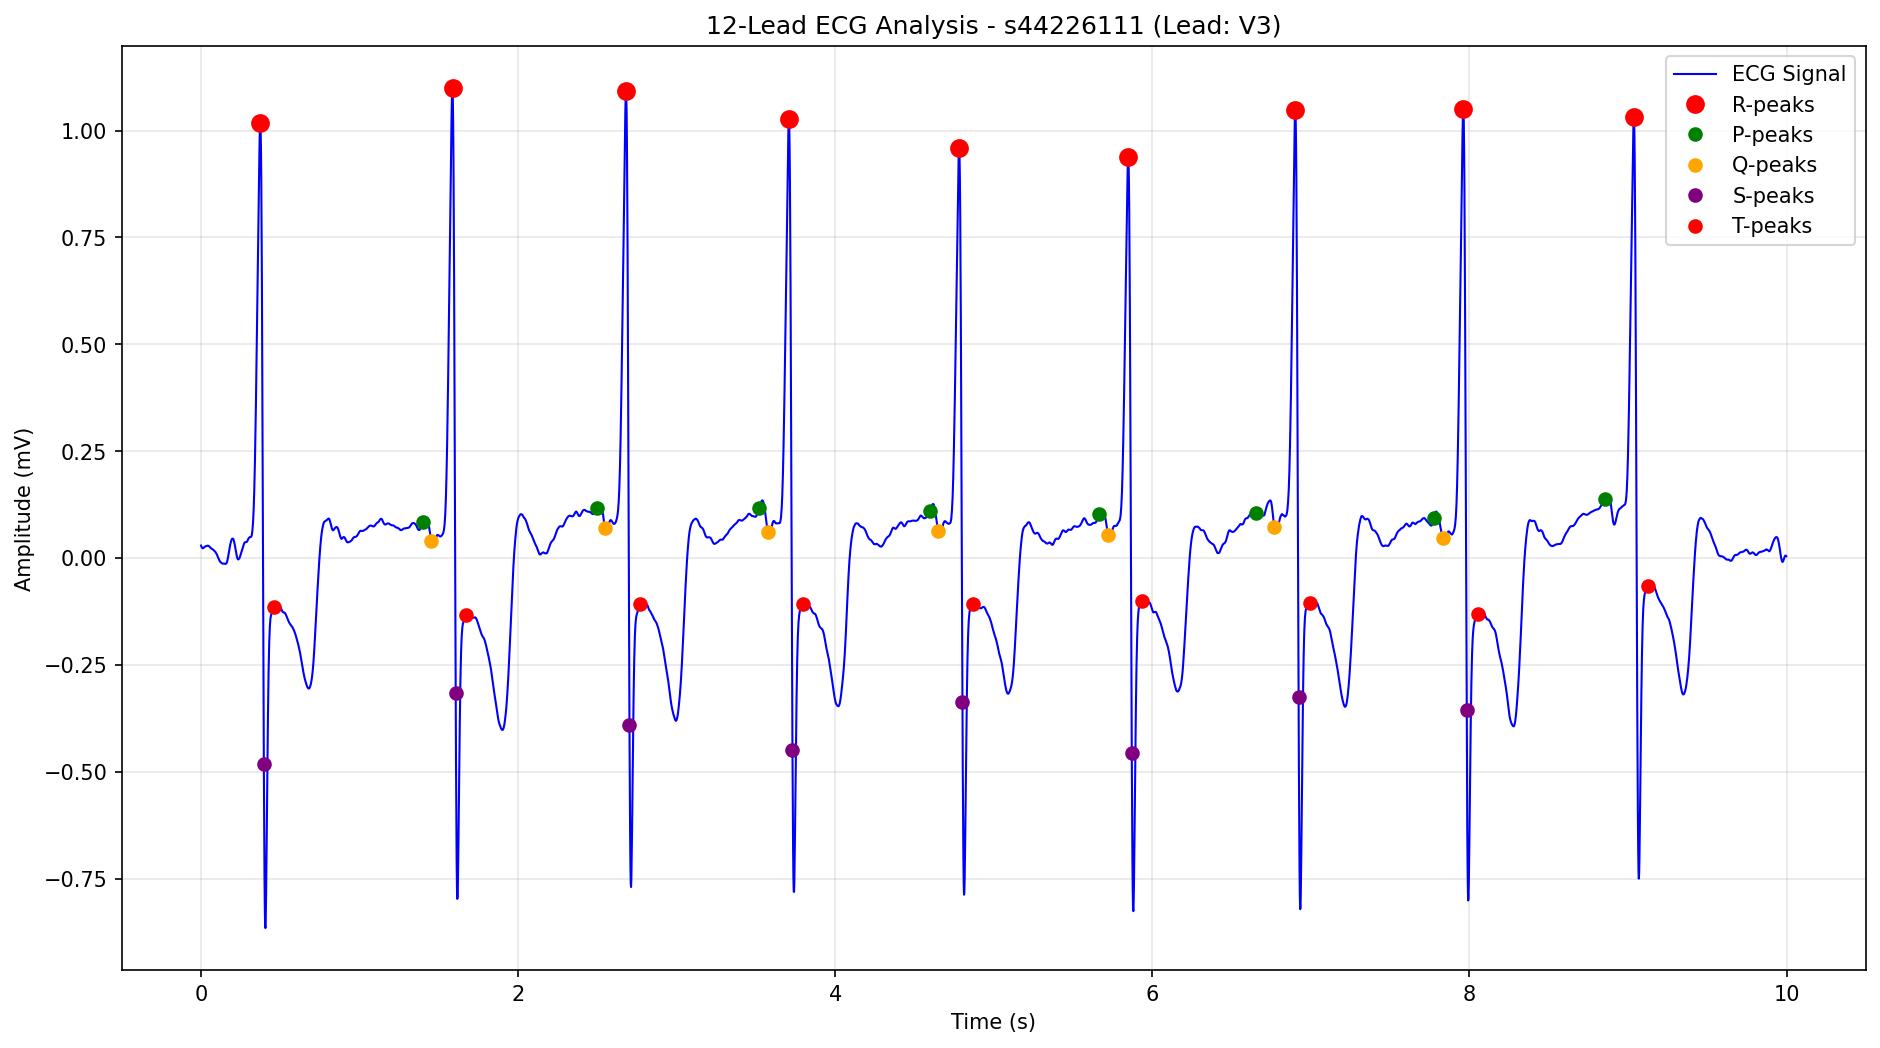 12-Lead ECG Analysis - s44226111 (Lead: V3)
ECG Signal
R-peaks
P-peaks
Q-peaks
S-peaks
T-peaks
Amplitude (mV)
1.00
0.75
0.50
0.25
0.00
−0.25
−0.50
−0.75
0 2 4 6 8 10
Time (s)